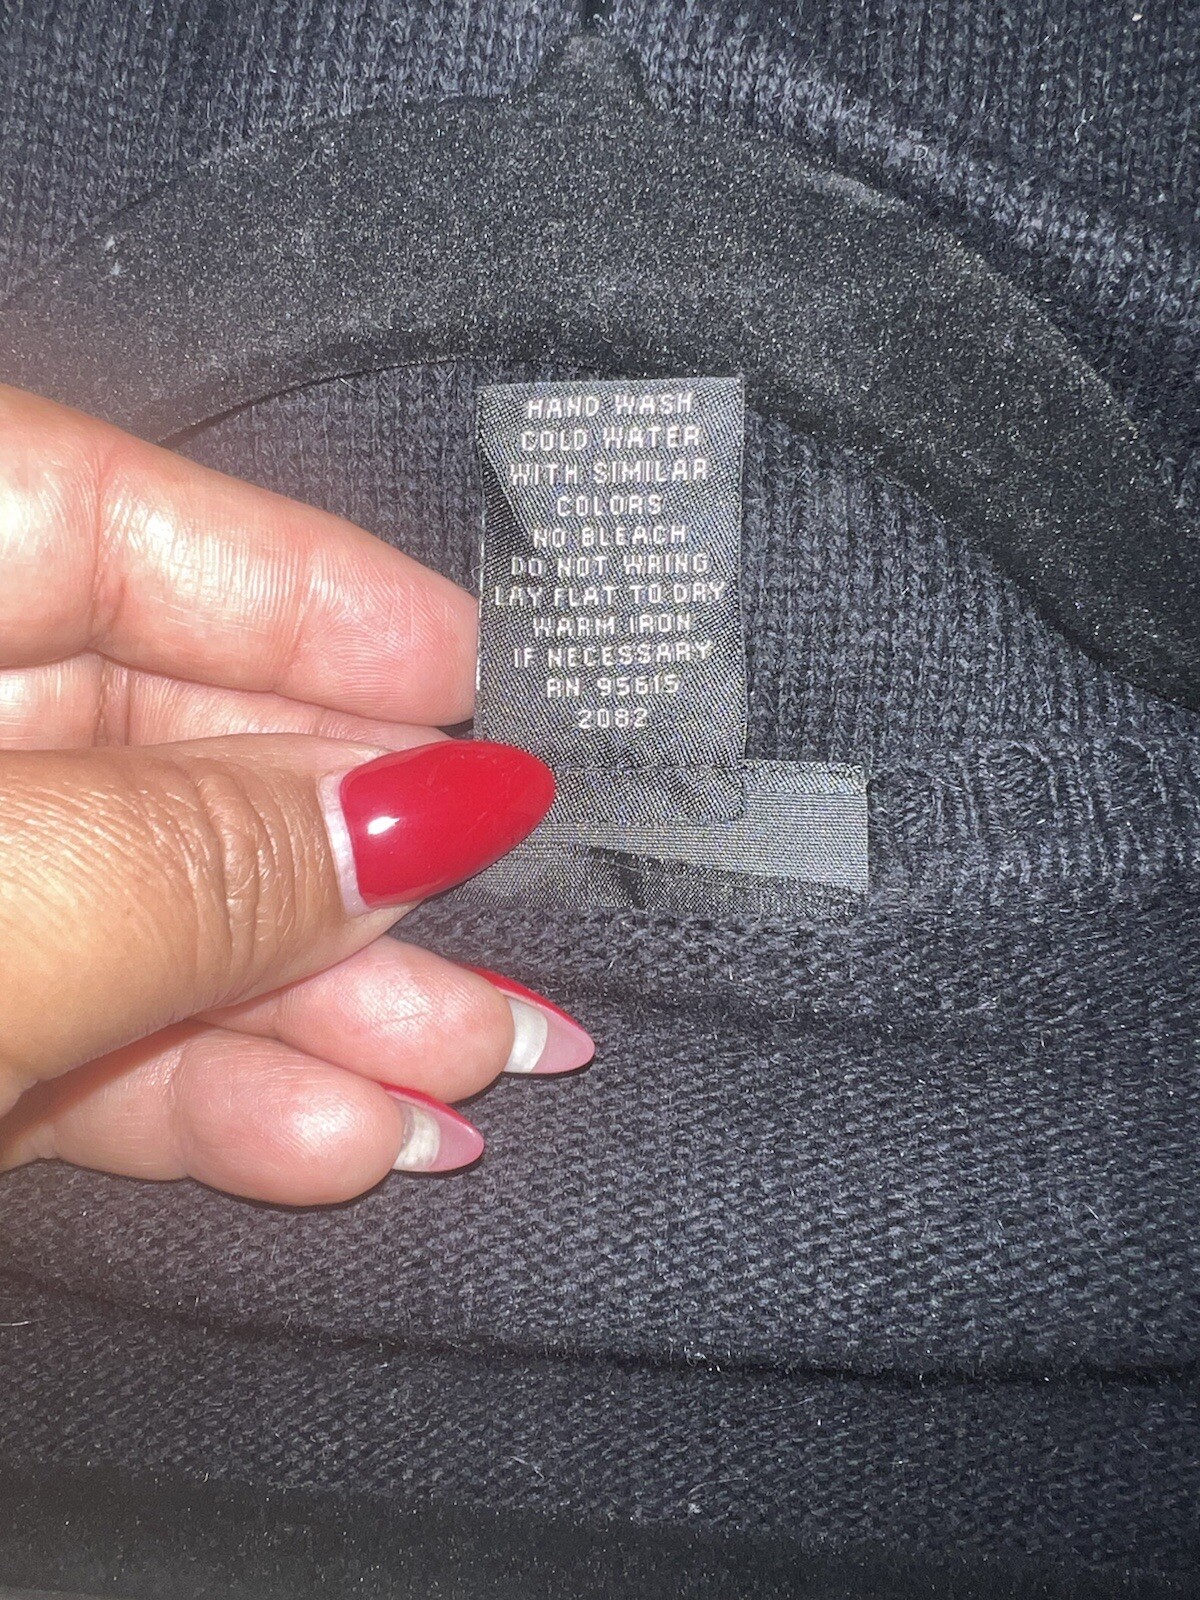 HAND WASH
COLD WATER
WITH SIMILAR
COLORS
NO BLEACH
DO NOT WRING
LAY FLAT TO DRY
WARM IRON
IF NECESSARY
RN 95615
2082